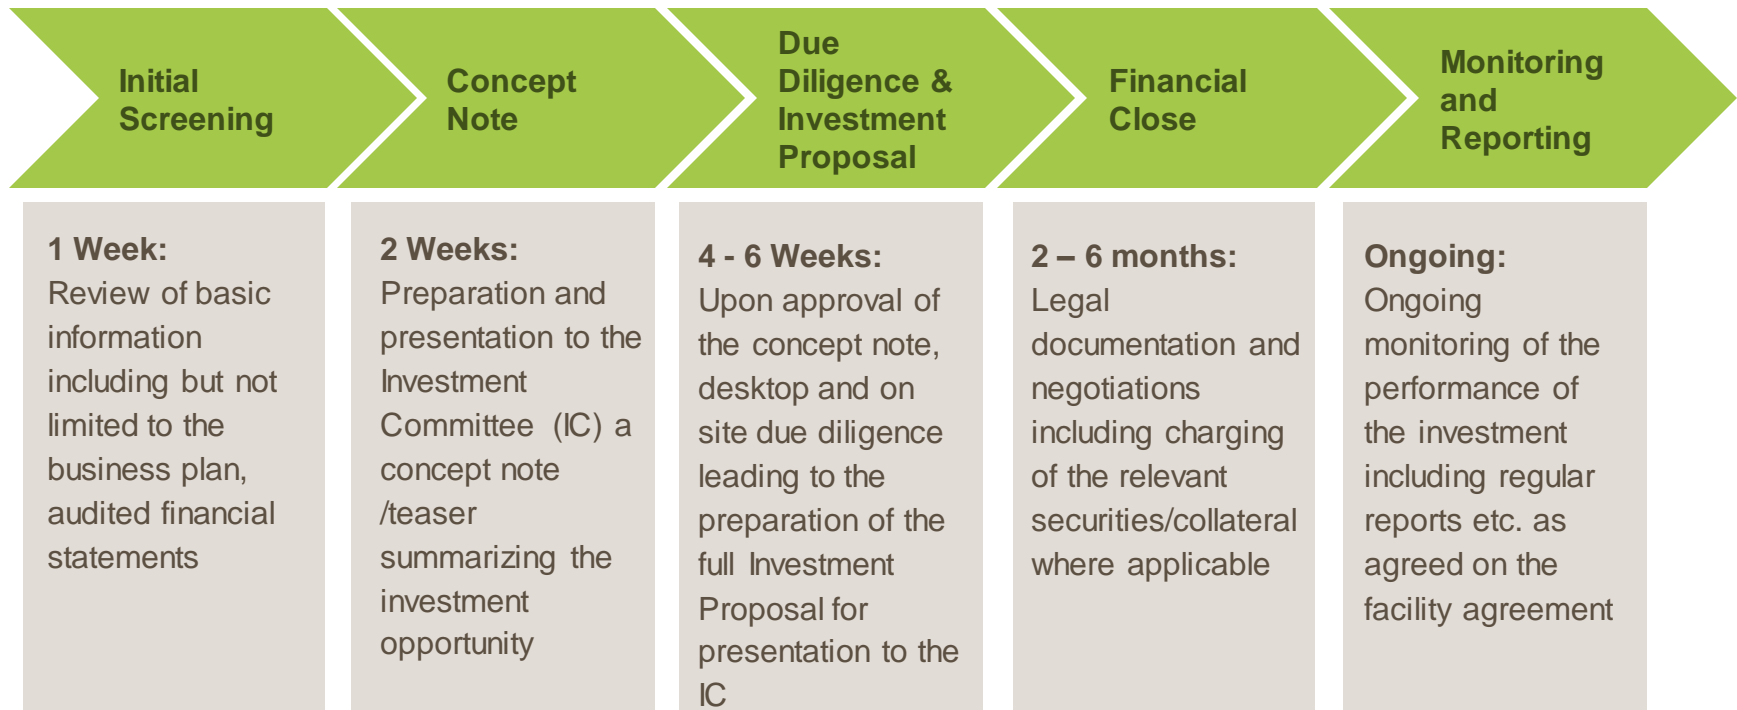 Initial
Screening
Concept
Note
Due
Diligence &
Investment
Proposal
Financial
Close
Monitoring
and
Reporting
1 Week:
Review of basic
information
including but not
limited to the
business plan,
audited financial
statements
2 Weeks:
Preparation and
presentation to the
Investment
Committee (IC) a
concept note
/teaser
summarizing the
investment
opportunity
4 - 6 Weeks:
Upon approval of
the concept note,
desktop and on
site due diligence
leading to the
preparation of the
full Investment
Proposal for
presentation to the
IC
2 – 6 months:
Legal
documentation and
negotiations
including charging
of the relevant
securities/collateral
where applicable
Ongoing:
Ongoing
monitoring of the
performance of
the investment
including regular
reports etc. as
agreed on the
facility agreement